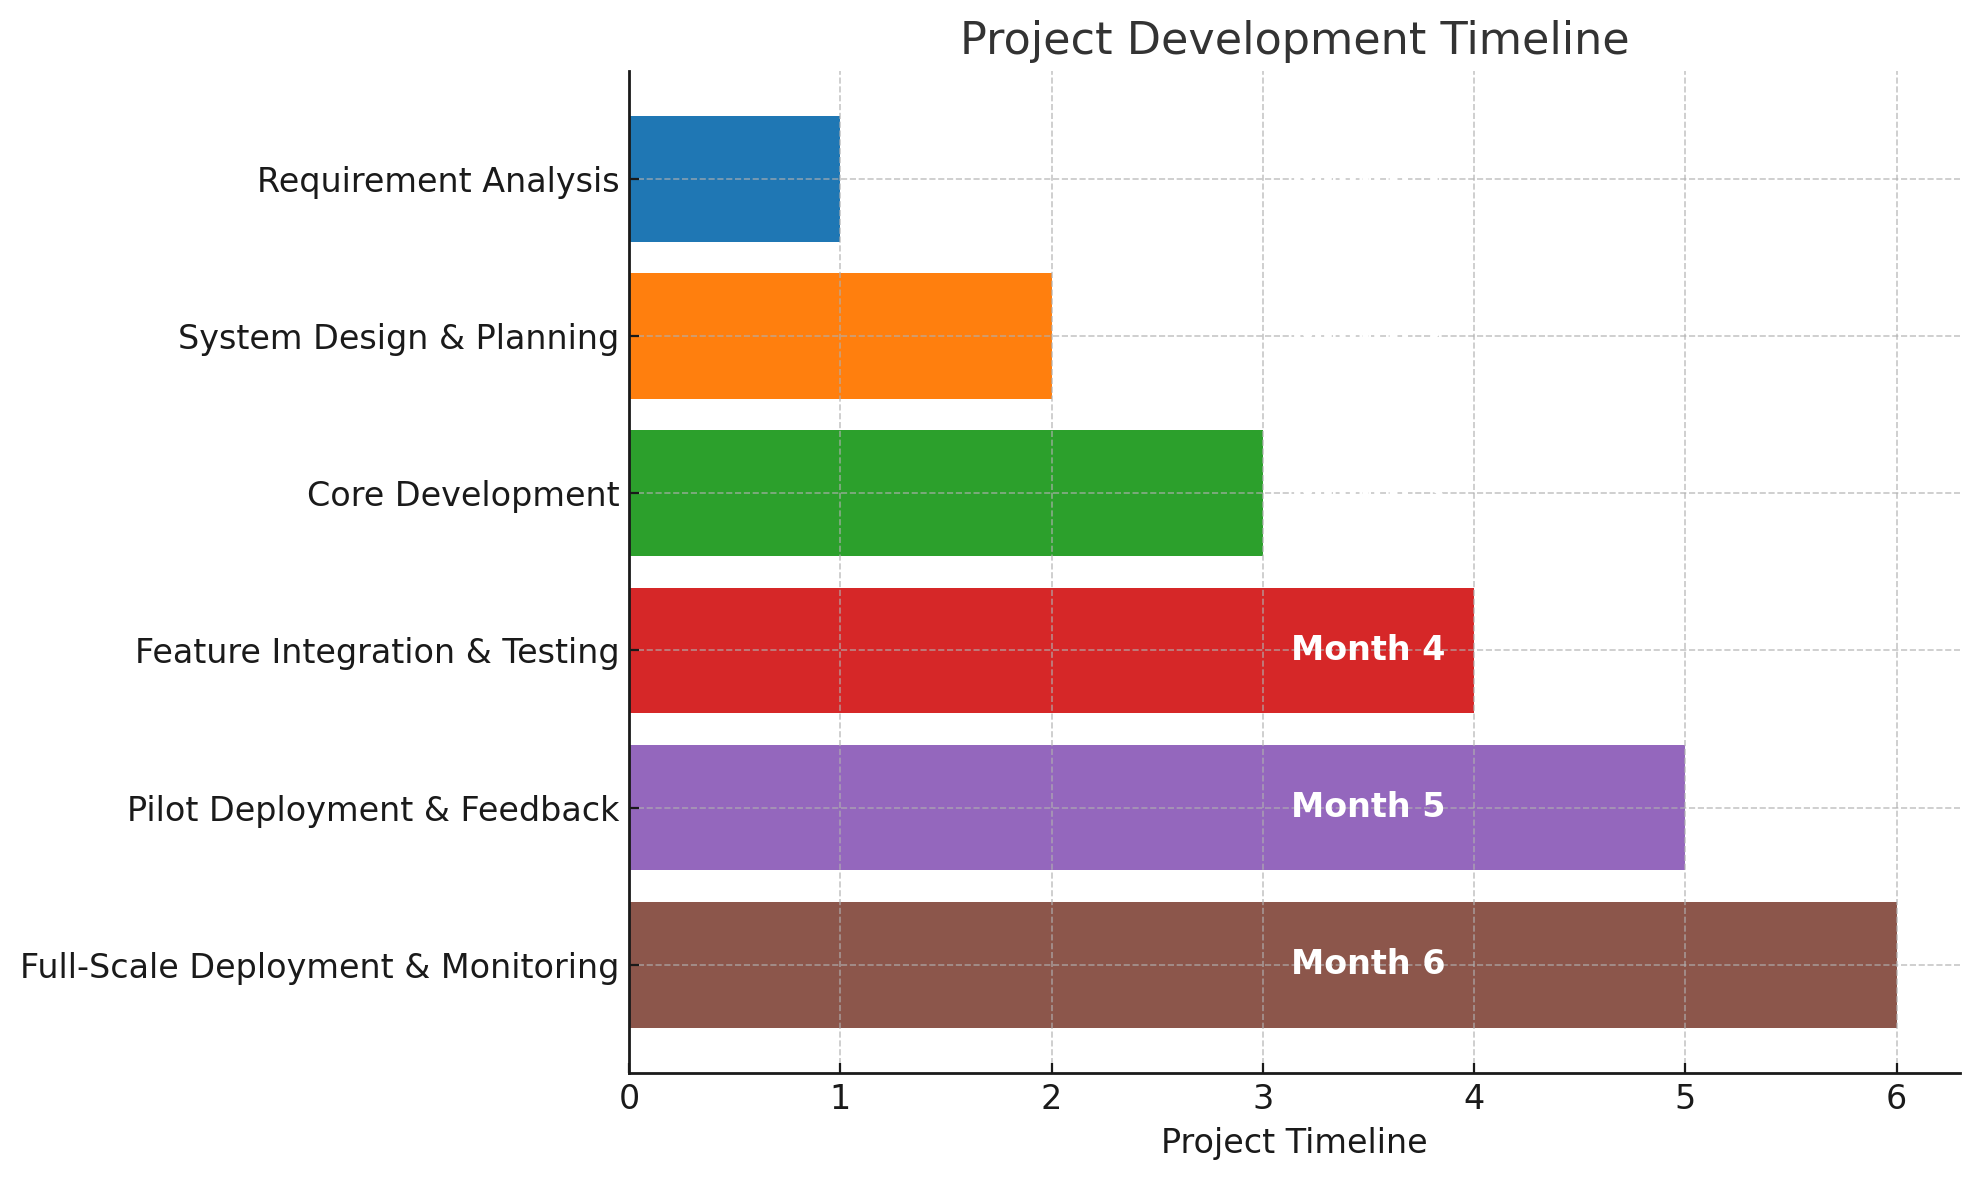 Project Development Timeline
Requirement Analysis
System Design & Planning
Core Development
Feature Integration & Testing
Month 4
Pilot Deployment & Feedback
Month 5
Full-Scale Deployment & Monitoring
Month 6
0 1 2 3 4 5 6
Project Timeline